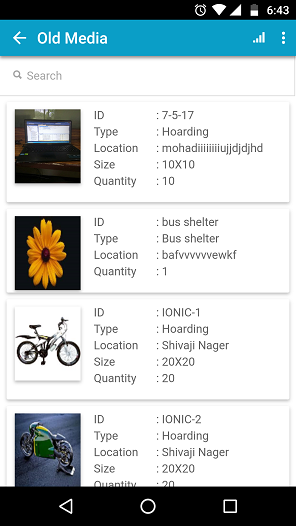 6:43
Old Media
Search
ID : 7-5-17
Type : Hoarding
Location : mohadiiiiiiiiujjdjdjhd
Size : 10X10
Quantity : 10
ID : bus shelter
Type : Bus shelter
Location : bafvvvvvvewkf
Quantity : 1
ID : IONIC-1
Type : Hoarding
Location : Shivaji Nager
Size : 20X20
Quantity : 20
ID : IONIC-2
Type : Hoarding
Location : Shivaji Nager
Size : 20X20
Quantity : 20